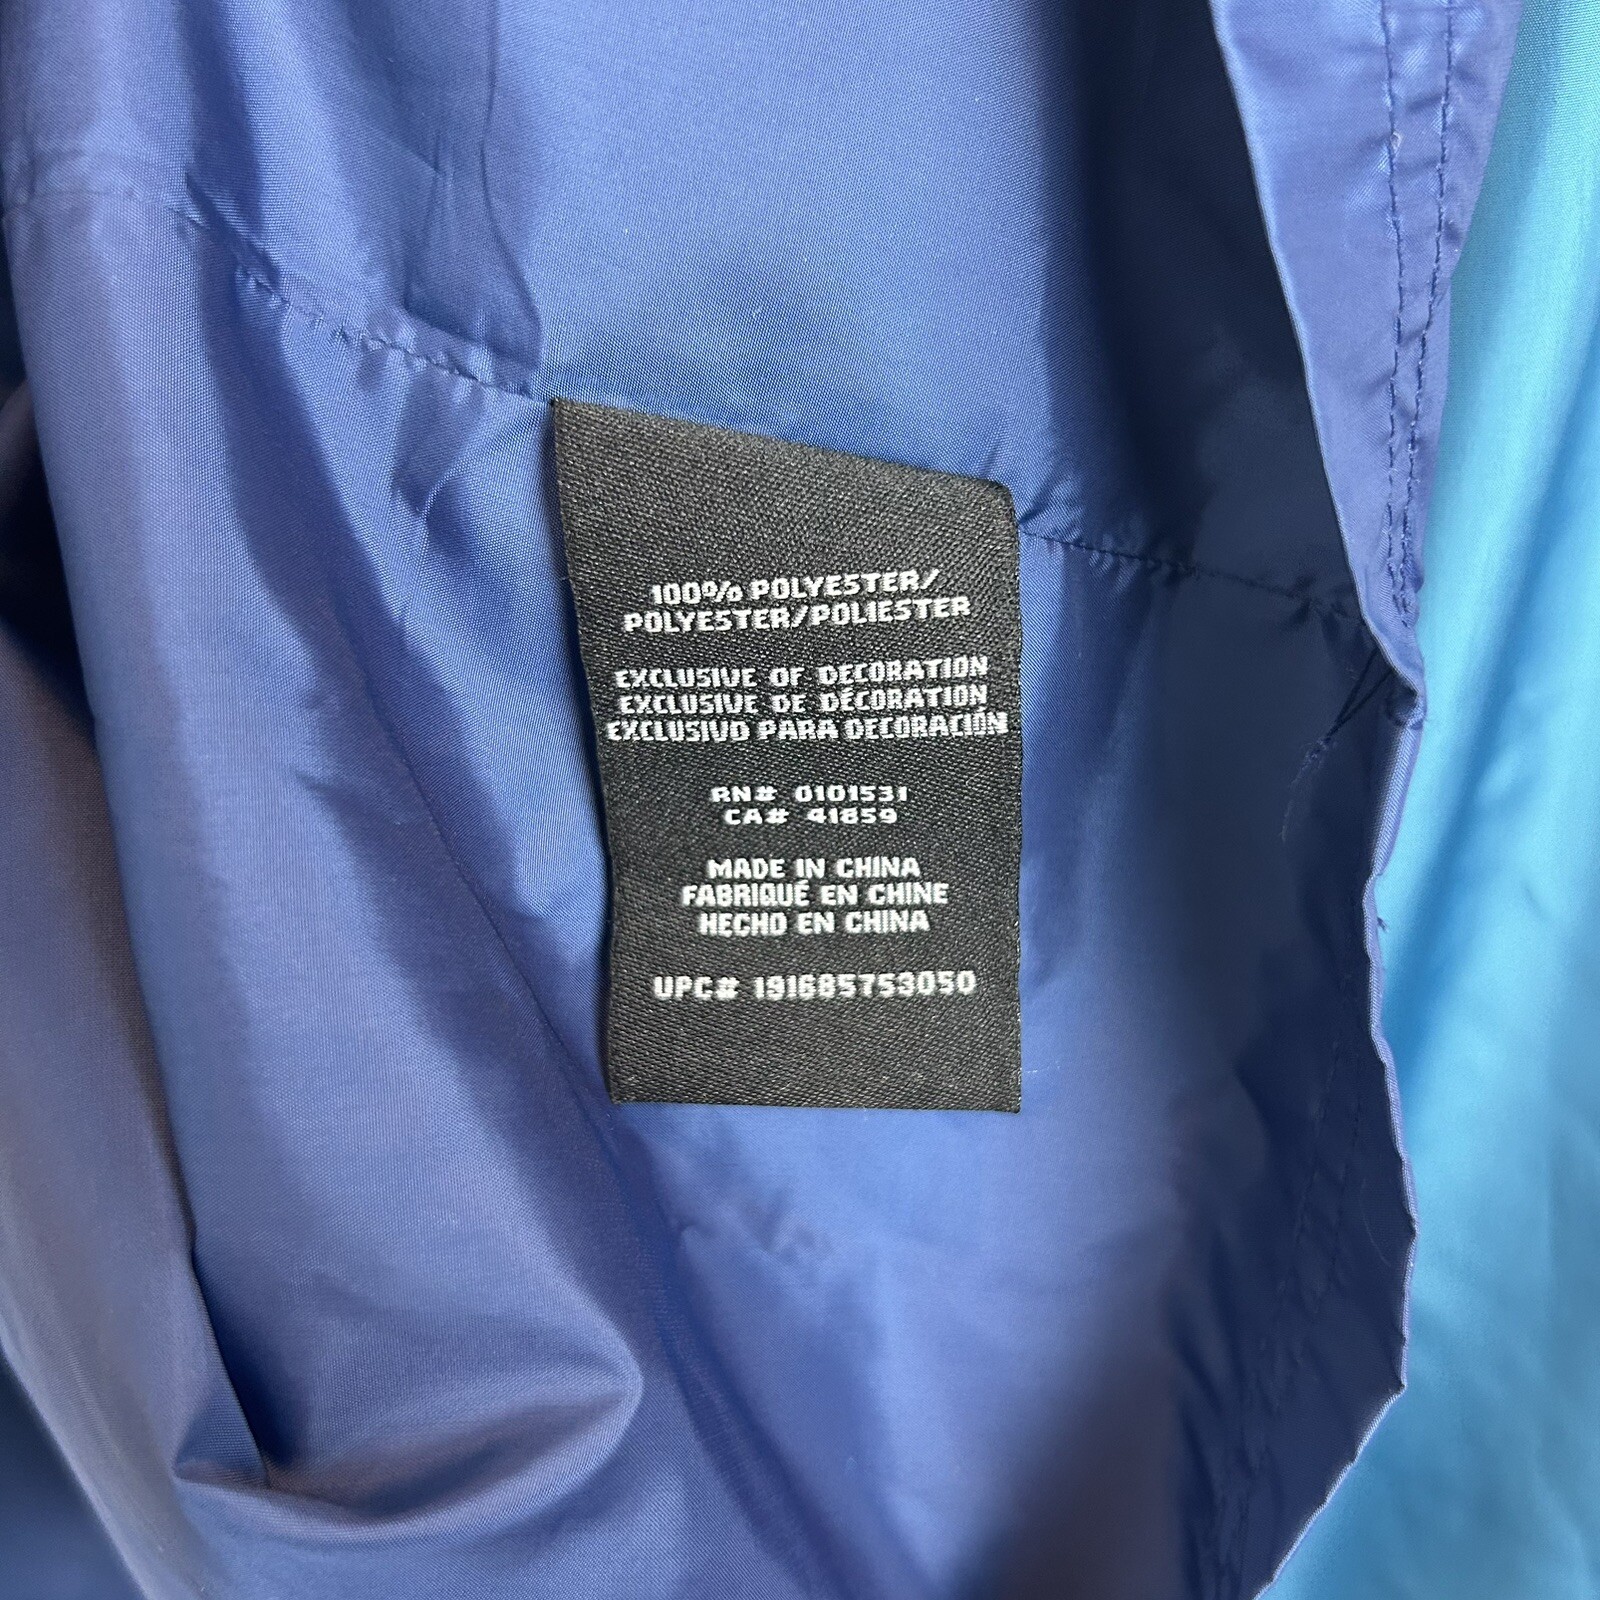 100% POLYESTER/
POLYESTER/POLIESTER
EXCLUSIVE OF DECORATION
EXCLUSIVE DE DÉCORATION
EXCLUSIVO PARA DECORACIÓN
RN# 0101531
CA# 41859
MADE IN CHINA
FABRIQUÉ EN CHINE
HECHO EN CHINA
UPC# 191685753050